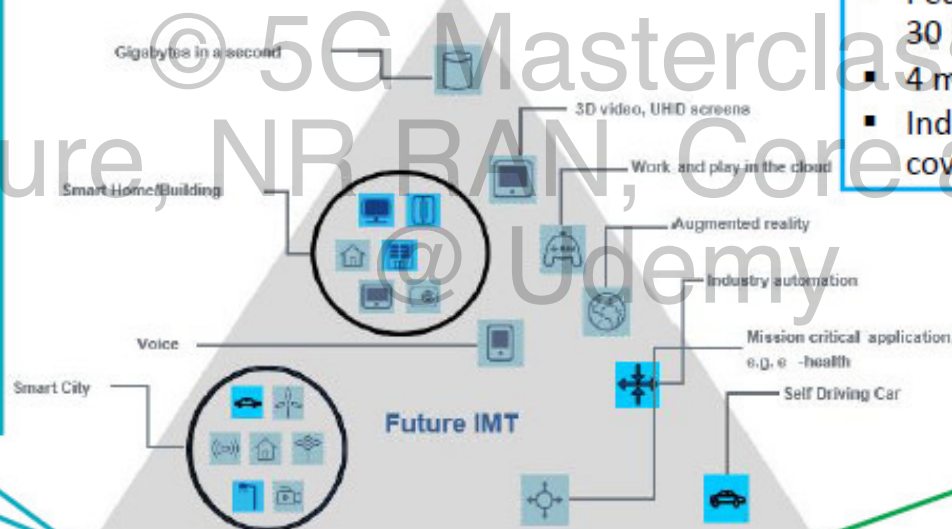 © 5G Masterclas
ure, NR RAN, Core a
@ Udemy
Gigabytes in a second
3D video, UHD screens
Smart Home/Building
Work and play in the cloud
Augmented reality
Industry automation
Voice
Mission critical application
e.g. e -health
Smart City
Self Driving Car
Future IMT
30
4 m
Ind
cov